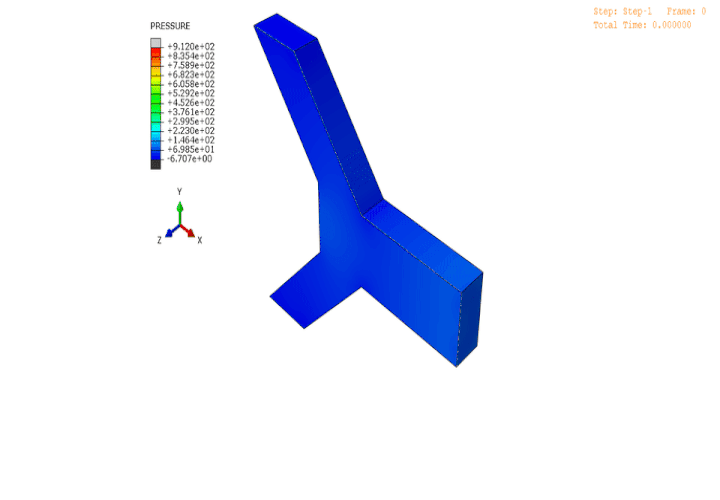 Step: Step-1 Frame: 0
Total Time: 0.000000
PRESSURE
+9.120e+02
+8.354e+02
+7.589e+02
+6.823e+02
+6.058e+02
+5.292e+02
+4.526e+02
+3.761e+02
+2.995e+02
+2.230e+02
+1.464e+02
+6.985e+01
-6.707e+00
Y
Z X